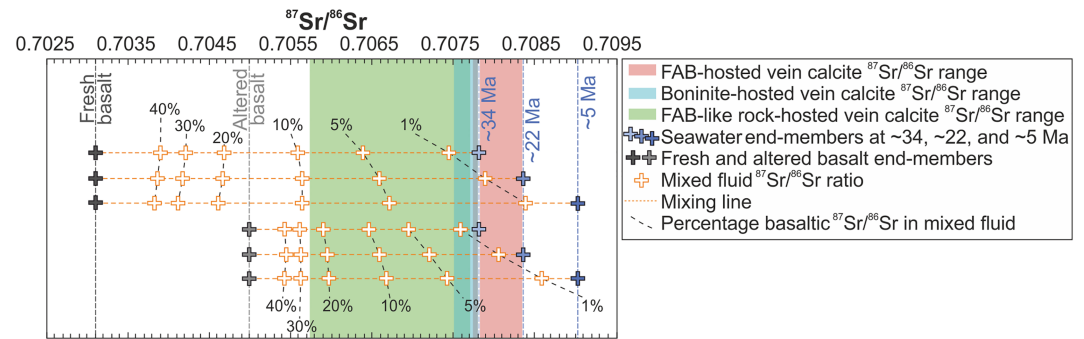 ⁸⁷Sr/⁸⁶Sr
0.7025 0.7035 0.7045 0.7055 0.7065 0.7075 0.7085 0.7095
Fresh
basalt
Altered
basalt
40%
30%
20%
10%
5%
1%
~34 Ma
~22 Ma
~5 Ma
40%
30%
20%
10%
5%
1%
FAB-hosted vein calcite ⁸⁷Sr/⁸⁶Sr range
Boninite-hosted vein calcite ⁸⁷Sr/⁸⁶Sr range
FAB-like rock-hosted vein calcite ⁸⁷Sr/⁸⁶Sr range
Seawater end-members at ~34, ~22, and ~5 Ma
Fresh and altered basalt end-members
Mixed fluid ⁸⁷Sr/⁸⁶Sr ratio
Mixing line
Percentage basaltic ⁸⁷Sr/⁸⁶Sr in mixed fluid